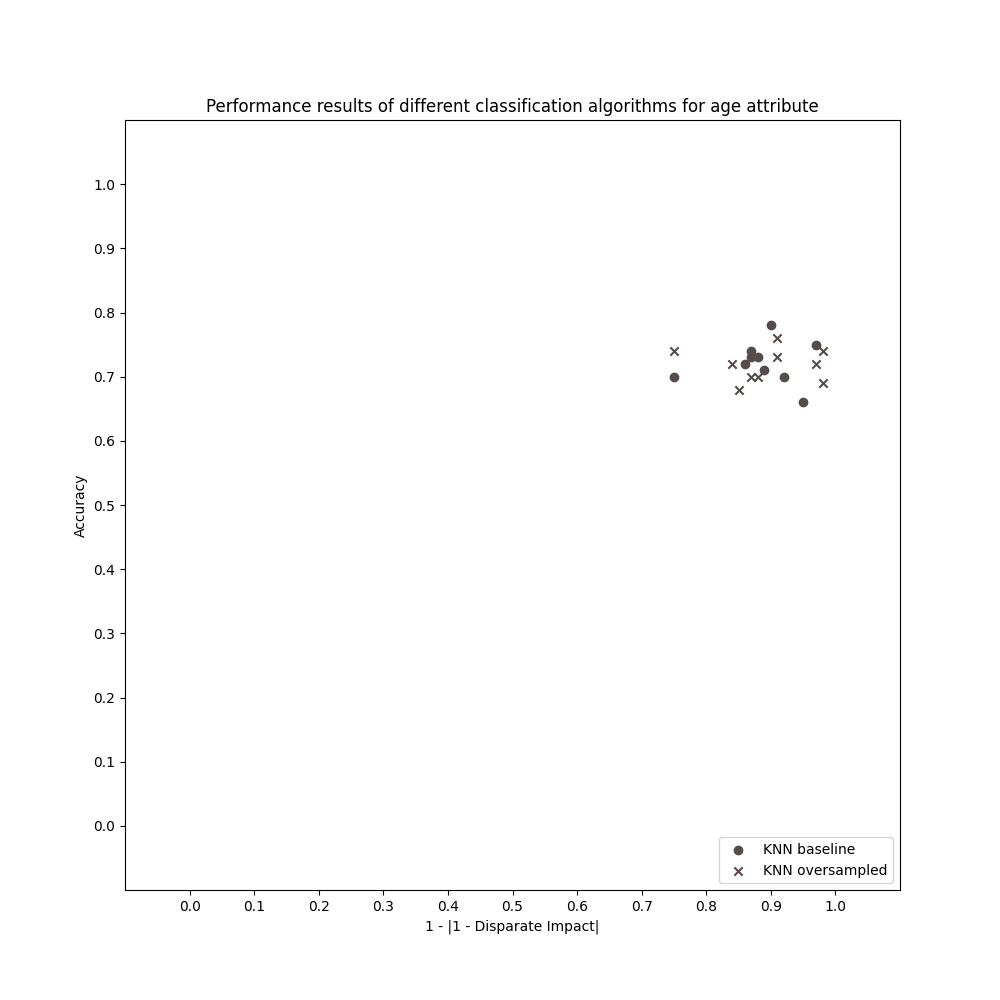 Performance results of different classification algorithms for age attribute
1.0
0.9
0.8
0.7
0.6
0.5
0.4
0.3
0.2
0.1
0.0
Accuracy
KNN baseline
KNN oversampled
0.0 0.1 0.2 0.3 0.4 0.5 0.6 0.7 0.8 0.9 1.0
1 - |1 - Disparate Impact|